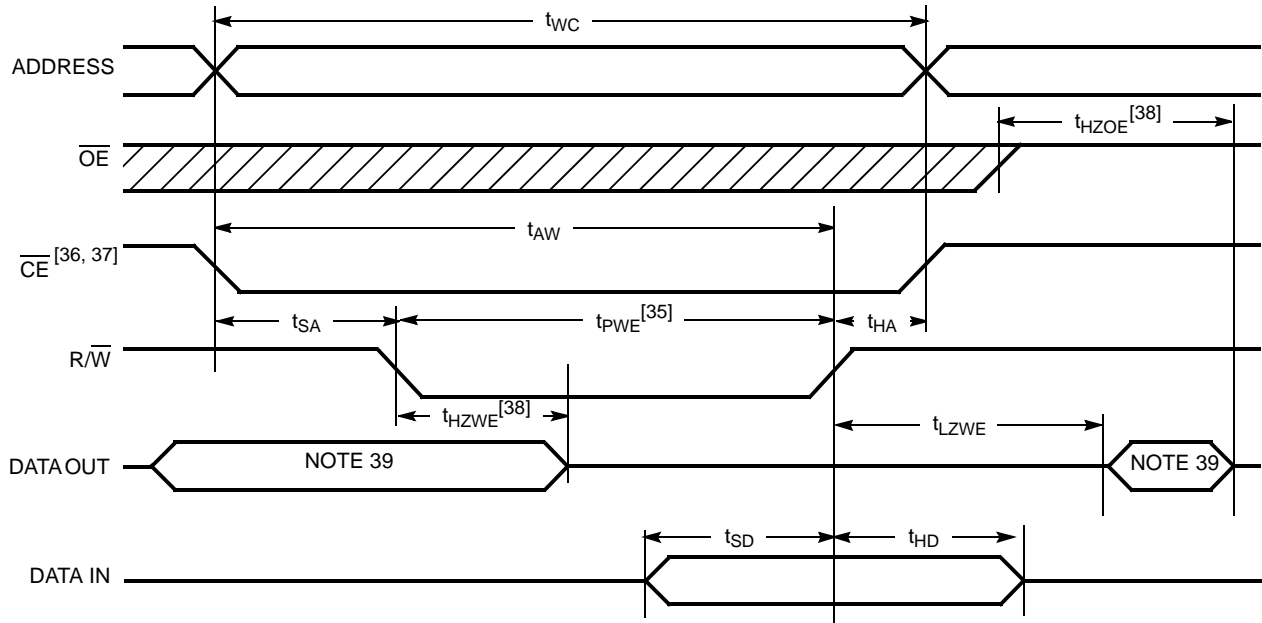 tWC
ADDRESS
tHZOE[38]
OE
tAW
CE [36, 37]
tSA
tPWE[35]
tHA
R/W
tHZWE[38]
tLZWE
DATA OUT
NOTE 39
NOTE 39
tSD
tHD
DATA IN